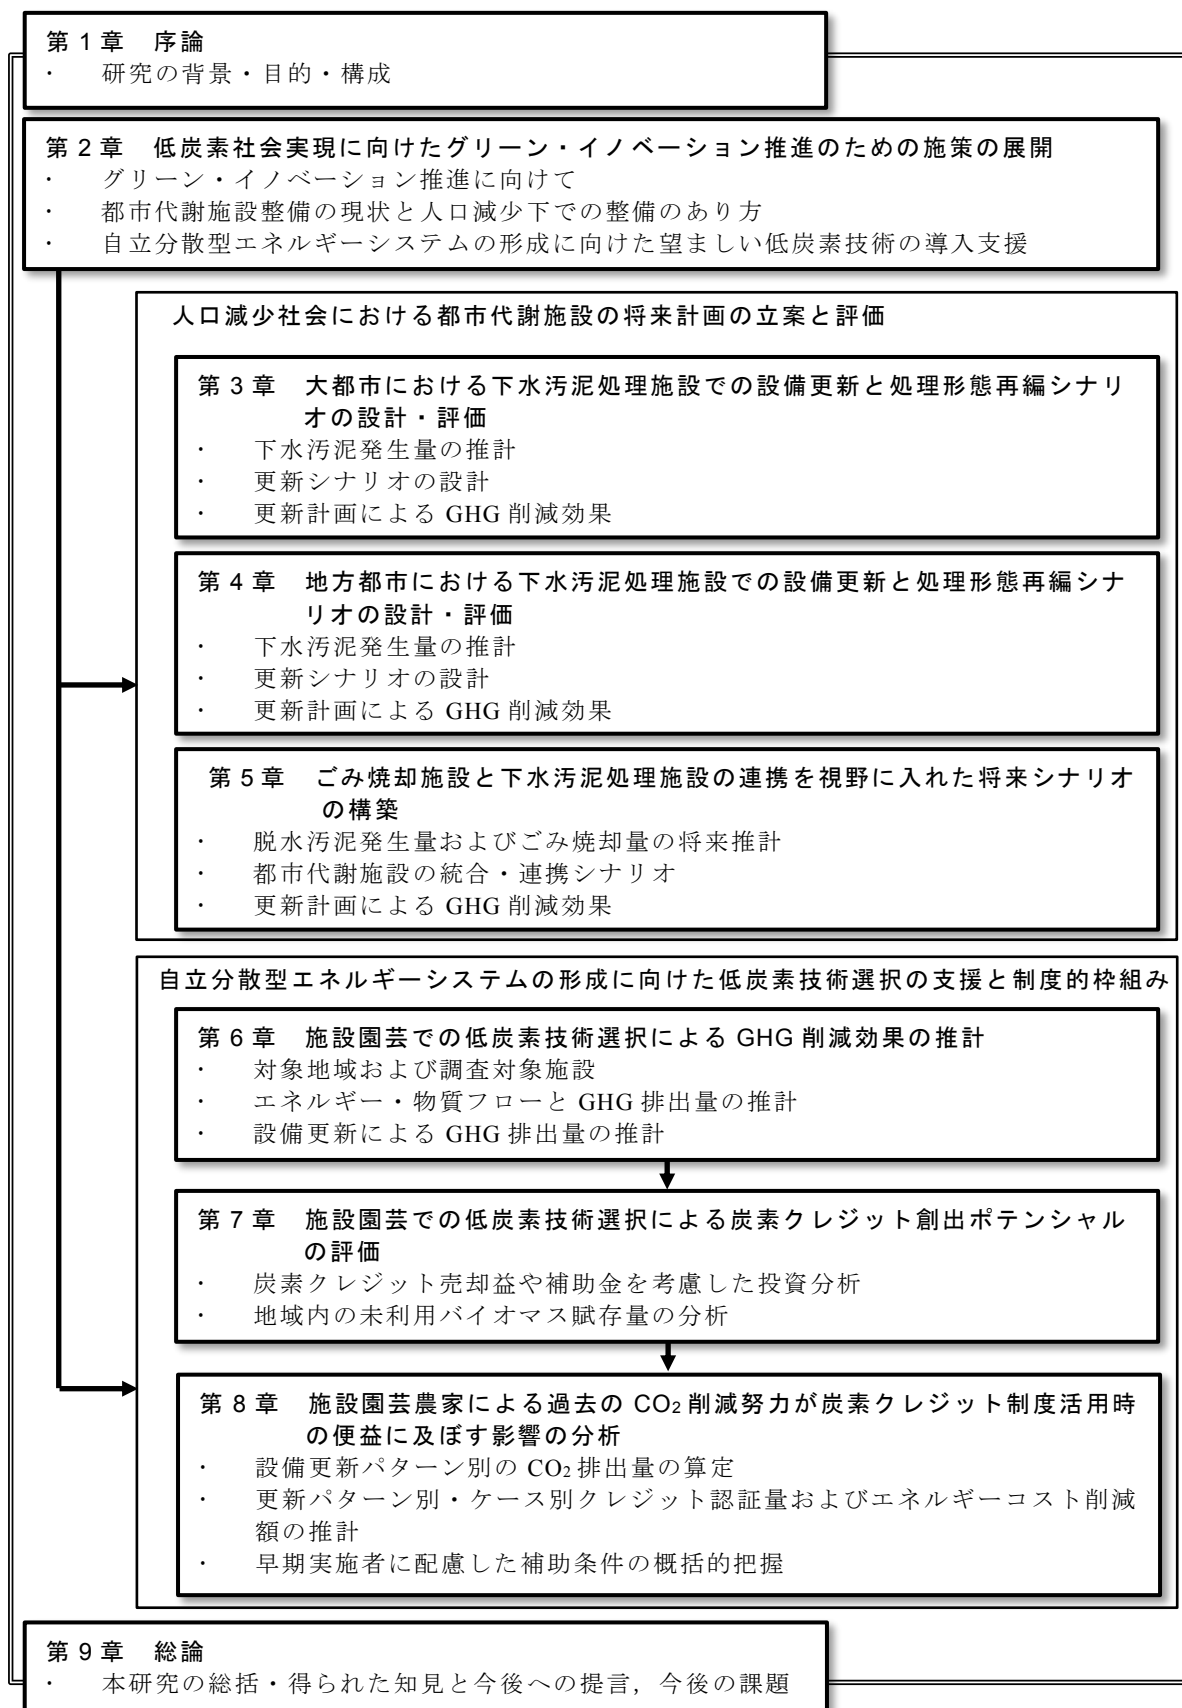 第1章　序論
・　研究の背景・目的・構成
第2章　低炭素社会実現に向けたグリーン・イノベーション推進のための施策の展開
・　グリーン・イノベーション推進に向けて
・　都市代謝施設整備の現状と人口減少下での整備のあり方
・　自立分散型エネルギーシステムの形成に向けた望ましい低炭素技術の導入支援
人口減少社会における都市代謝施設の将来計画の立案と評価
第3章　大都市における下水汚泥処理施設での設備更新と処理形態再編シナリ
オの設計・評価
・　下水汚泥発生量の推計
・　更新シナリオの設計
・　更新計画による GHG 削減効果
第4章　地方都市における下水汚泥処理施設での設備更新と処理形態再編シナ
リオの設計・評価
・　下水汚泥発生量の推計
・　更新シナリオの設計
・　更新計画による GHG 削減効果
第5章　ごみ焼却施設と下水汚泥処理施設の連携を視野に入れた将来シナリオ
の構築
・　脱水汚泥発生量およびごみ焼却量の将来推計
・　都市代謝施設の統合・連携シナリオ
・　更新計画による GHG 削減効果
自立分散型エネルギーシステムの形成に向けた低炭素技術選択の支援と制度的枠組み
第6章　施設園芸での低炭素技術選択による GHG 削減効果の推計
・　対象地域および調査対象施設
・　エネルギー・物質フローと GHG 排出量の推計
・　設備更新による GHG 排出量の推計
第7章　施設園芸での低炭素技術選択による炭素クレジット創出ポテンシャル
の評価
・　炭素クレジット売却益や補助金を考慮した投資分析
・　地域内の未利用バイオマス賦存量の分析
第8章　施設園芸農家による過去の CO₂ 削減努力が炭素クレジット制度活用時
の便益に及ぼす影響の分析
・　設備更新パターン別の CO₂ 排出量の算定
・　更新パターン別・ケース別クレジット認証量およびエネルギーコスト削減
額の推計
・　早期実施者に配慮した補助条件の概括的把握
第9章　総論
・　本研究の総括・得られた知見と今後への提言，今後の課題